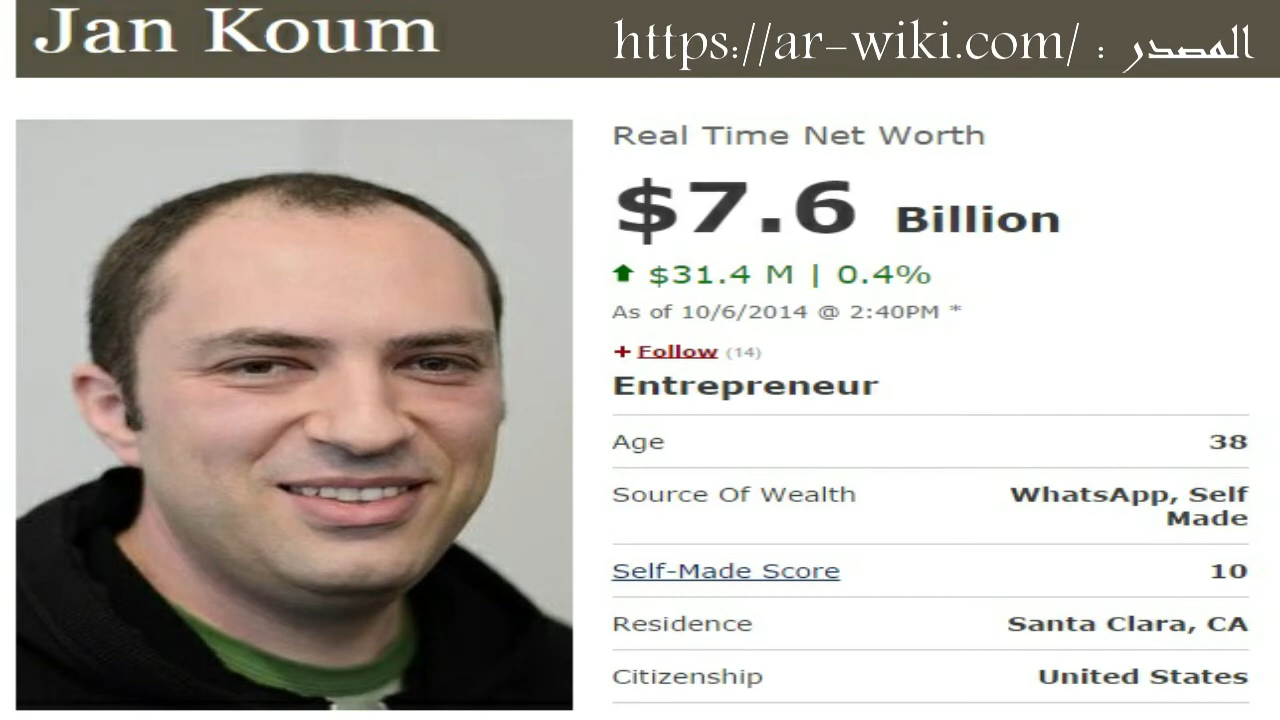 Jan Koum
https://ar-wiki.com/ : المصدر
Real Time Net Worth
$7.6 Billion
$31.4 M | 0.4%
As of 10/6/2014 @ 2:40PM *
+ Follow (14)
Entrepreneur
Age 38
Source Of Wealth WhatsApp, Self
Made
Self-Made Score 10
Residence Santa Clara, CA
Citizenship United States